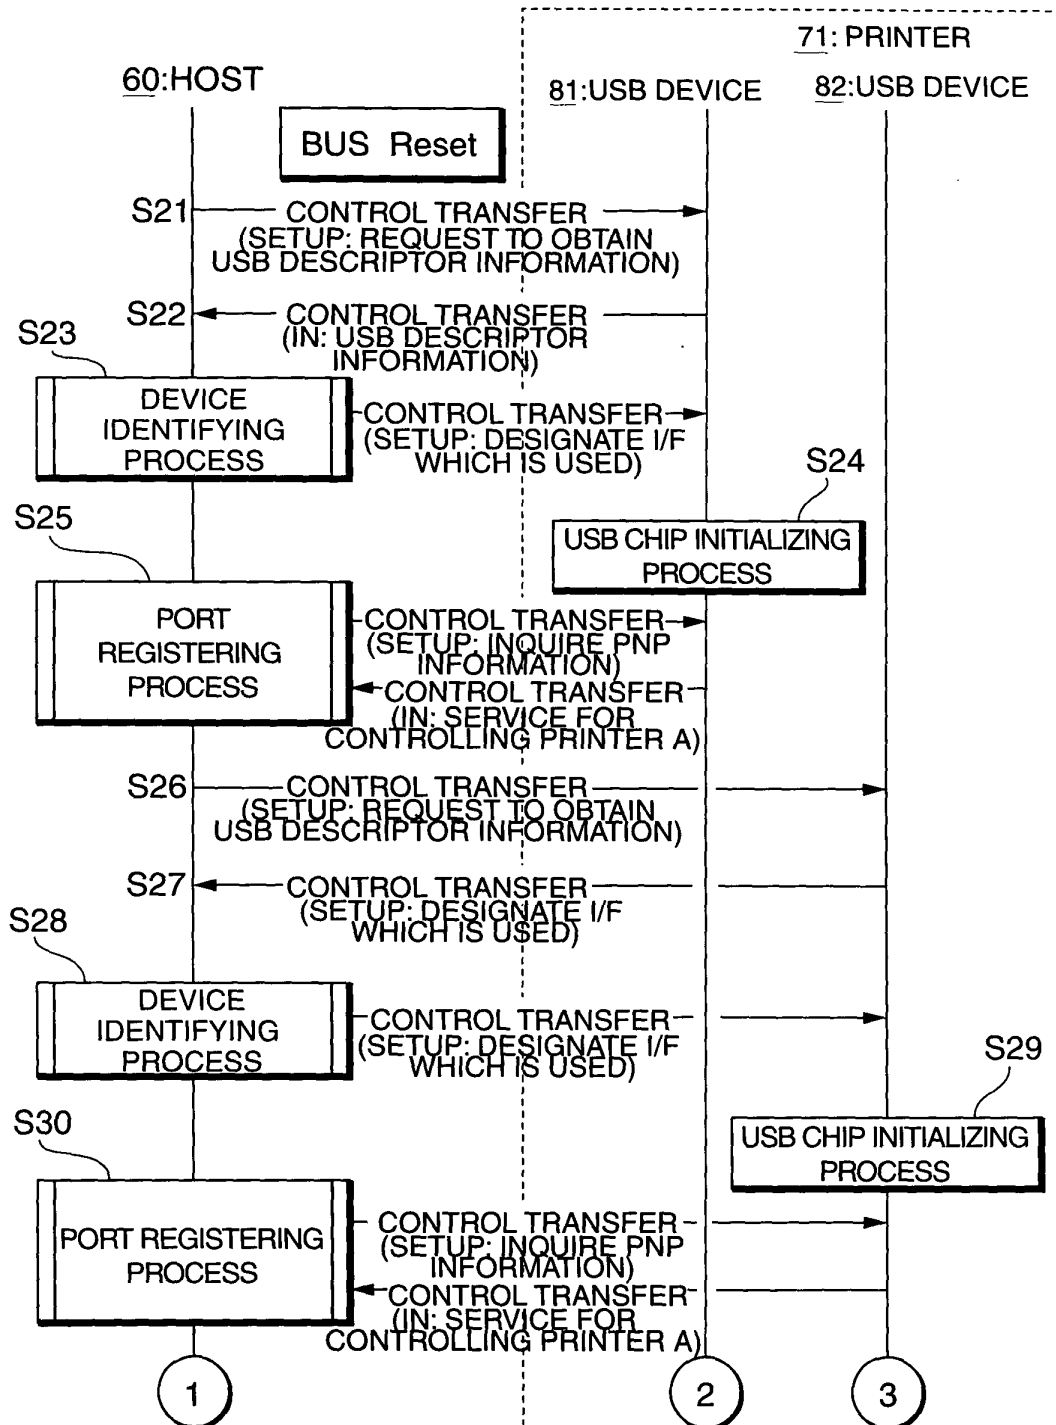 71: PRINTER
60:HOST
81:USB DEVICE
82:USB DEVICE
BUS Reset
S21
CONTROL TRANSFER
(SETUP: REQUEST TO OBTAIN
USB DESCRIPTOR INFORMATION)
S22
CONTROL TRANSFER
(IN: USB DESCRIPTOR
INFORMATION)
S23
DEVICE
IDENTIFYING
PROCESS
CONTROL TRANSFER
(SETUP: DESIGNATE I/F
WHICH IS USED)
S24
USB CHIP INITIALIZING
PROCESS
S25
PORT
REGISTERING
PROCESS
CONTROL TRANSFER
(SETUP: INQUIRE PNP
INFORMATION)
CONTROL TRANSFER
(IN: SERVICE FOR
CONTROLLING PRINTER A)
S26
CONTROL TRANSFER
(SETUP: REQUEST TO OBTAIN
USB DESCRIPTOR INFORMATION)
S27
CONTROL TRANSFER
(SETUP: DESIGNATE I/F
WHICH IS USED)
S28
DEVICE
IDENTIFYING
PROCESS
CONTROL TRANSFER
(SETUP: DESIGNATE I/F
WHICH IS USED)
S29
USB CHIP INITIALIZING
PROCESS
S30
PORT REGISTERING
PROCESS
CONTROL TRANSFER
(SETUP: INQUIRE PNP
INFORMATION)
CONTROL TRANSFER
(IN: SERVICE FOR
CONTROLLING PRINTER A)
1
2
3